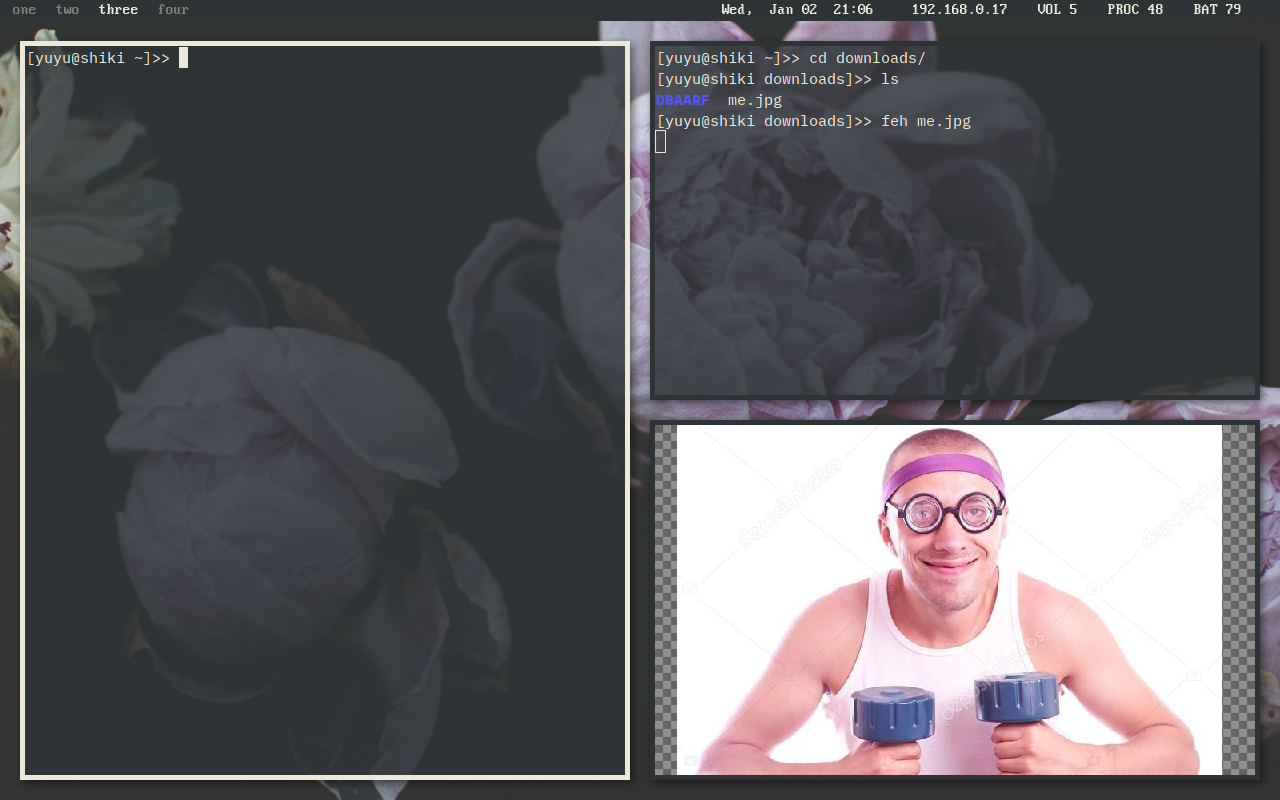 one two three four
Wed, Jan 02 21:06 192.168.0.17 VOL 5 PROC 48 BAT 79
[yuyu@shiki ~]>>
[yuyu@shiki ~]>> cd downloads/
[yuyu@shiki downloads]>> ls
DBAARF me.jpg
[yuyu@shiki downloads]>> feh me.jpg
depositphotos
depositphotos
depositphotos